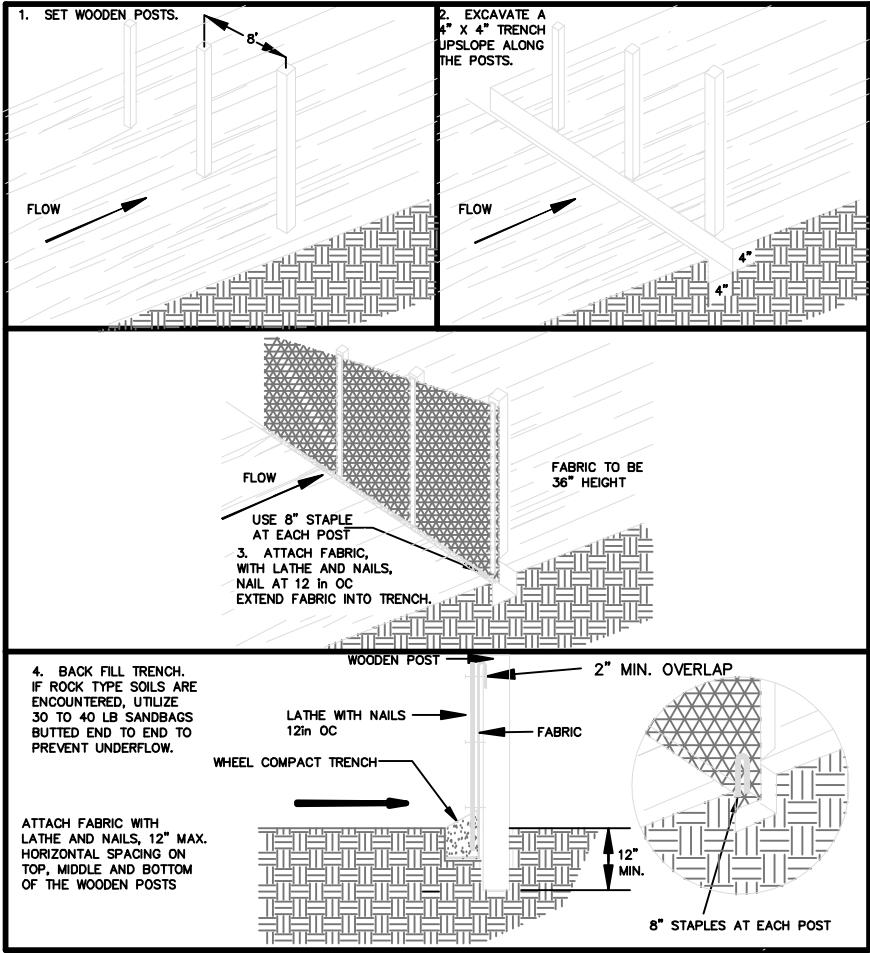 1. SET WOODEN POSTS.
8'
FLOW
2. EXCAVATE A
4" X 4" TRENCH
UPSLOPE ALONG
THE POSTS.
FLOW
4"
4"
FABRIC TO BE
36" HEIGHT
FLOW
USE 8" STAPLE
AT EACH POST
3. ATTACH FABRIC,
WITH LATHE AND NAILS,
NAIL AT 12 in OC
EXTEND FABRIC INTO TRENCH.
4. BACK FILL TRENCH.
IF ROCK TYPE SOILS ARE
ENCOUNTERED, UTILIZE
30 TO 40 LB SANDBAGS
BUTTED END TO END TO
PREVENT UNDERFLOW.
WOODEN POST
2" MIN. OVERLAP
LATHE WITH NAILS
12in OC
FABRIC
WHEEL COMPACT TRENCH
ATTACH FABRIC WITH
LATHE AND NAILS, 12" MAX.
HORIZONTAL SPACING ON
TOP, MIDDLE AND BOTTOM
OF THE WOODEN POSTS
12"
MIN.
8" STAPLES AT EACH POST